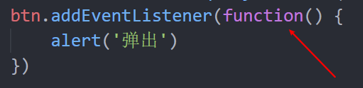 btn.addEventListener(function() {
    alert('弹出')
})